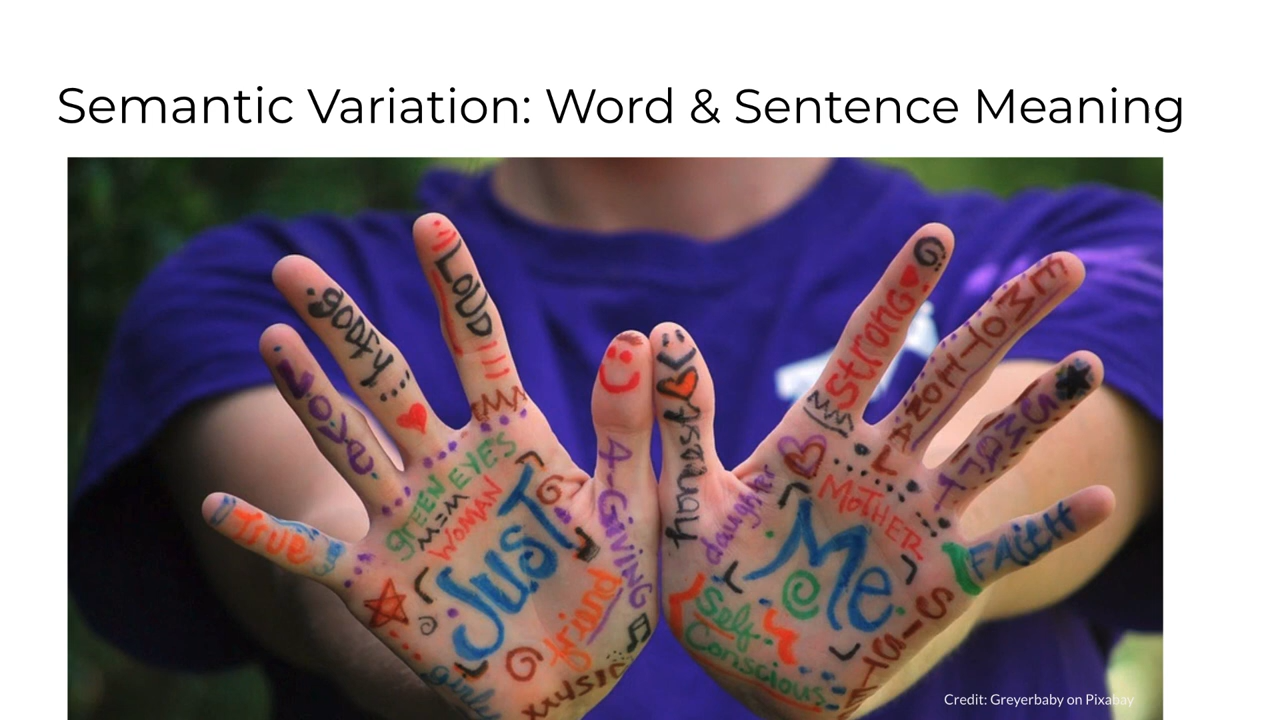 Semantic Variation: Word & Sentence Meaning
True
Love
goofy
LOUD
GREEN EYES
WOMAN
JUST
friend
music
A-GIVING
honest
strong
EMOTIONAL
FAITH
daughter
MOTHER
Me
Self-
Conscious
Credit: Greyerbaby on Pixabay